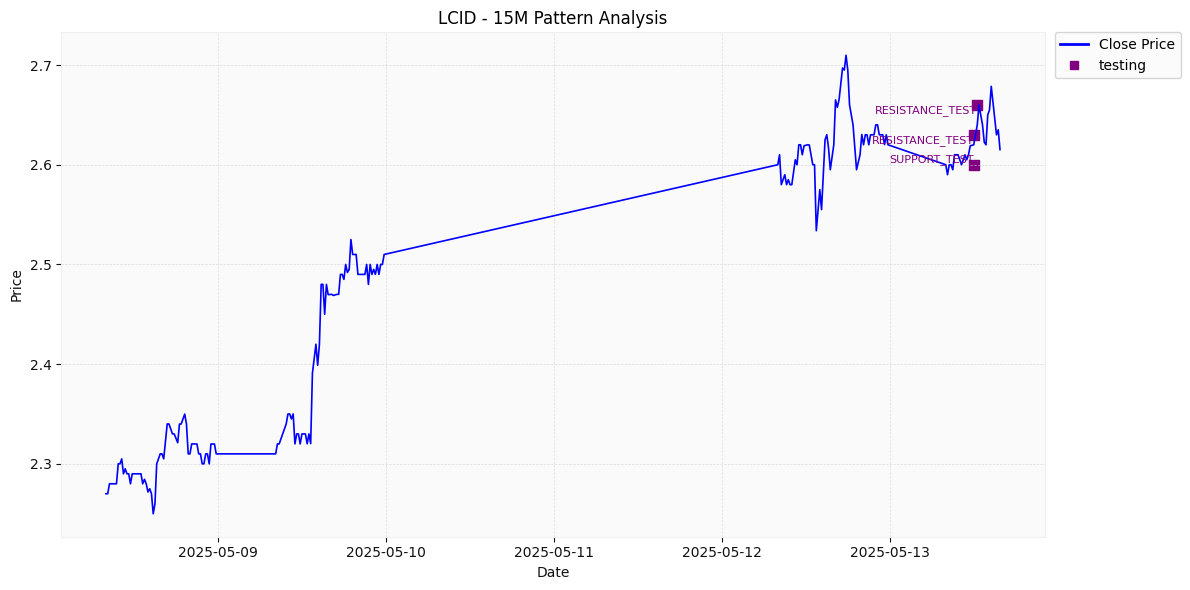 LCID - 15M Pattern Analysis
Close Price
testing
RESISTANCE_TEST
RESISTANCE_TEST
SUPPORT_TEST
Price
2.7
2.6
2.5
2.4
2.3
2025-05-09
2025-05-10
2025-05-11
2025-05-12
2025-05-13
Date